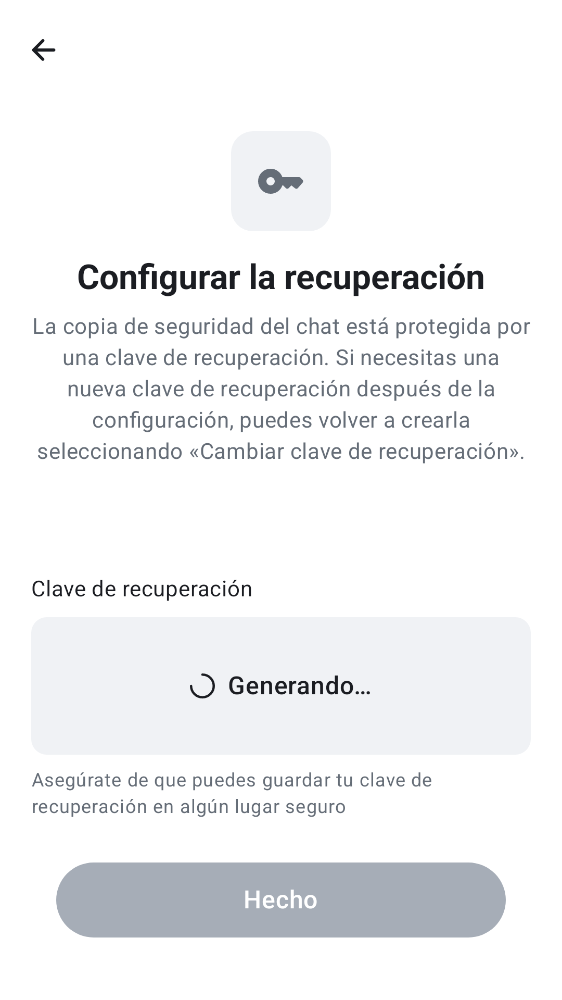 Configurar la recuperación
La copia de seguridad del chat está protegida por
una clave de recuperación. Si necesitas una
nueva clave de recuperación después de la
configuración, puedes volver a crearla
seleccionando «Cambiar clave de recuperación».
Clave de recuperación
Generando…
Asegúrate de que puedes guardar tu clave de
recuperación en algún lugar seguro
Hecho